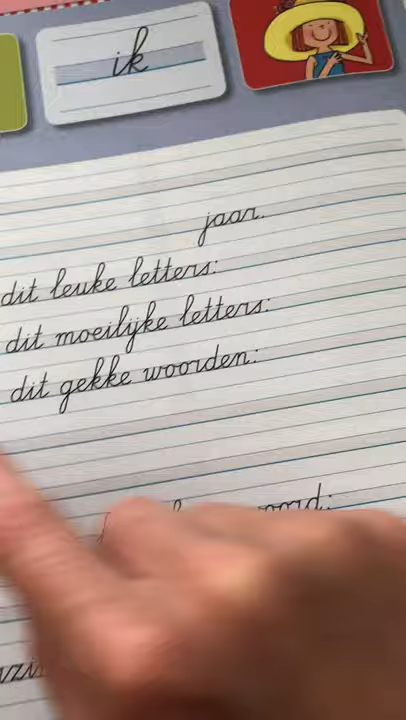 ik
jaar.
dit leuke letters:
dit moeilijke letters:
dit gekke woorden: